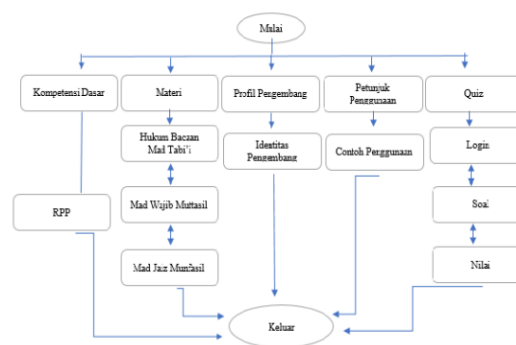 Mulai
Kompetensi Dasar
Materi
Profil Pengembang
Petunjuk
Penggunaan
Quiz
Hukum Bacaan
Mad Tabi'i
Identitas
Pengembang
Contoh Penggunaan
Login
RPP
Mad Wajib Muttasil
Soal
Mad Jaiz Munfasil
Nilai
Keluar